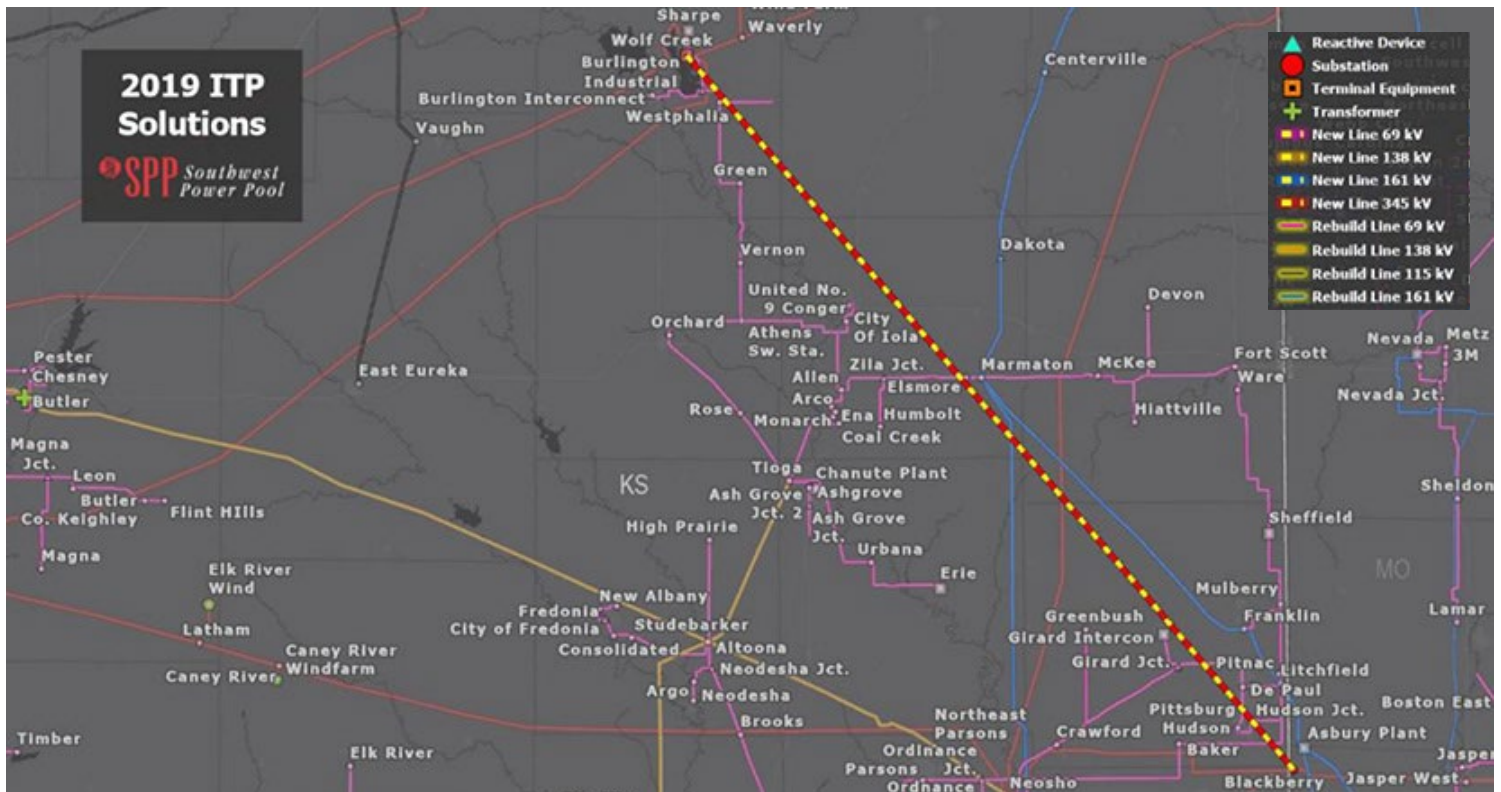 Sharpe
Waverly
Wolf Creek
Burlington
Industrial
Burlington Interconnect
Westphalia
Centerville
2019 ITP
Solutions
SPP Southwest
Power Pool
Reactive Device
Substation
Terminal Equipment
Transformer
New Line 69 kV
New Line 138 kV
New Line 161 kV
New Line 345 kV
Rebuild Line 69 kV
Rebuild Line 138 kV
Rebuild Line 115 kV
Rebuild Line 161 kV
Vaughn
Green
Vernon
Dakota
United No.
9 Conger
Devon
Orchard
Athens
Sw. Sta.
City
Of Iola
Nevada
Metz
3M
Pester
Chesney
Butler
East Eureka
Zila Jct.
Marmaton
McKee
Fort Scott
Ware
Allen
Elsmore
Arco
Nevada Jct.
Rose
Monarch
Ena
Humbolt
Hiattville
Coal Creek
Magna
Jct.
Leon
Butler
Co. Keighley
Flint HIlls
KS
Tioga
Chanute Plant
Ash Grove
Jct. 2
Ashgrove
Ash Grove
Jct.
Sheldon
Sheffield
High Prairie
Magna
Urbana
Erie
MO
Elk River
Wind
Mulberry
New Albany
Fredonia
City of Fredonia
Studebarker
Greenbush
Franklin
Lamar
Latham
Girard Intercon
Consolidated
Altoona
Caney River
Windfarm
Caney River
Neodesha Jct.
Girard Jct.
Pitnac
Litchfield
De Paul
Argo
Neodesha
Pittsburg
Hudson Jct.
Hudson
Boston East
Brooks
Northeast
Parsons
Crawford
Asbury Plant
Timber
Elk River
Ordinance
Parsons Jct.
Ordnance
Neosho
Baker
Blackberry
Jasper
Jasper West